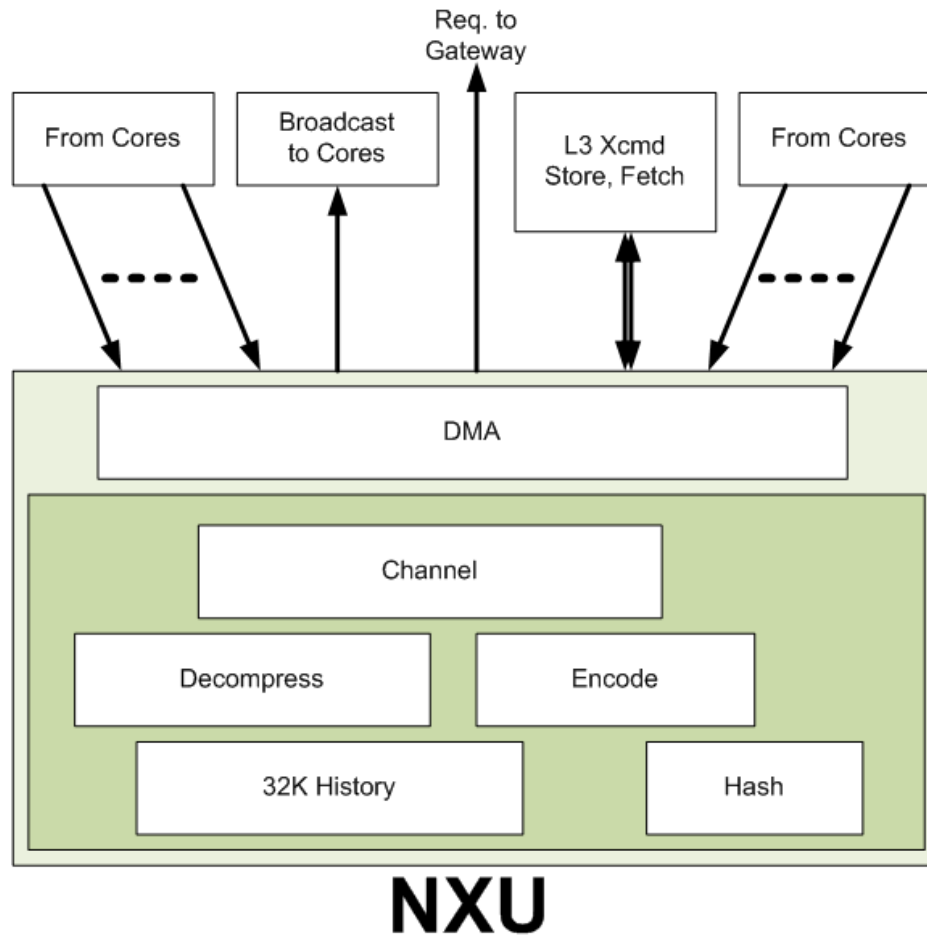 Req. to
Gateway
From Cores
Broadcast
to Cores
L3 Xcmd
Store, Fetch
From Cores
DMA
Channel
Decompress
Encode
32K History
Hash
NXU